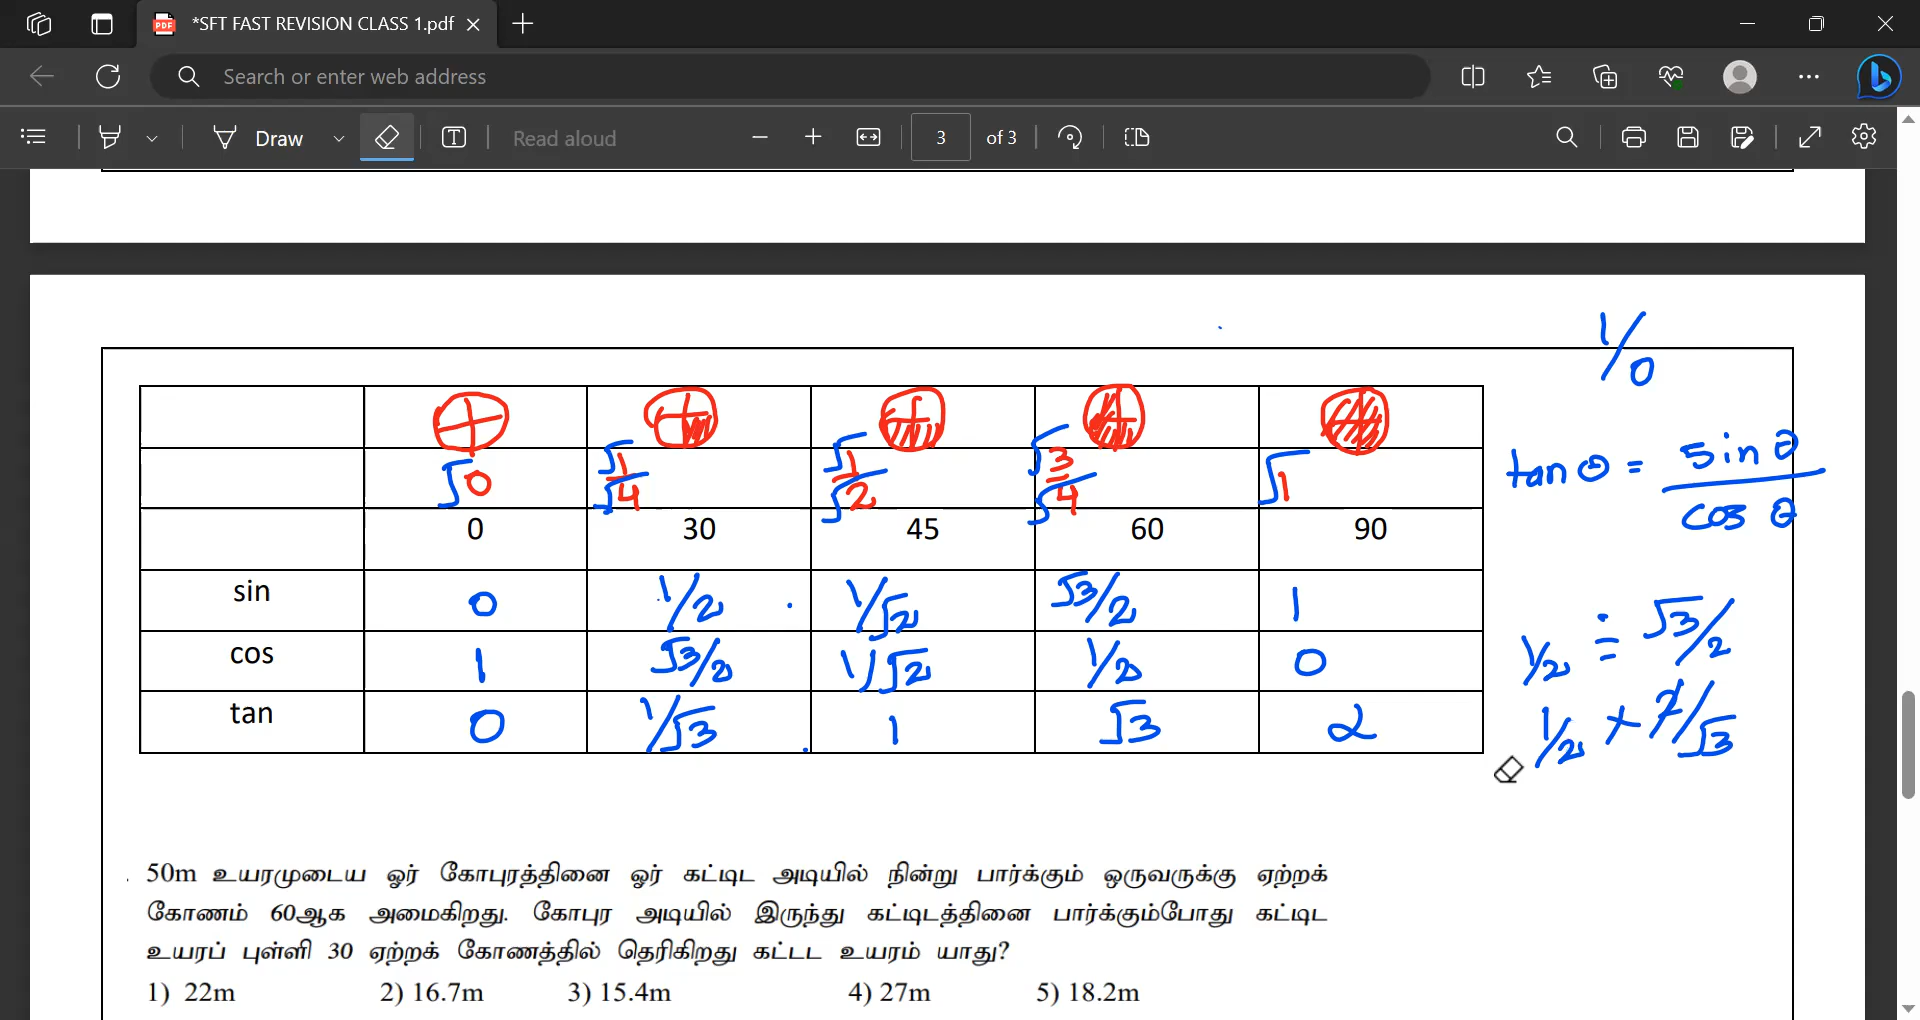 *SFT FAST REVISION CLASS 1.pdf
Search or enter web address
Draw
Read aloud
3 of 3
1/0
√0 √1/√4 √1/√2 √3/√4 √1
tan θ = sin θ / cos θ
0 30 45 60 90
sin 0 1/2 1/√2 √3/2 1
cos 1 √3/2 1/√2 1/2 0
tan 0 1/√3 1 √3 2
1/2 ÷ √3/2
1/2 × 2/√3
50m உயரமுடைய ஓர் கோபுரத்தினை ஓர் கட்டிட அடியில் நின்று பார்க்கும் ஒருவருக்கு ஏற்றக்
கோணம் 60ஆக அமைகிறது. கோபுர அடியில் இருந்து கட்டிடத்தினை பார்க்கும்போது கட்டிட
உயரப் புள்ளி 30 ஏற்றக் கோணத்தில் தெரிகிறது கட்டட உயரம் யாது?
1) 22m 2) 16.7m 3) 15.4m 4) 27m 5) 18.2m